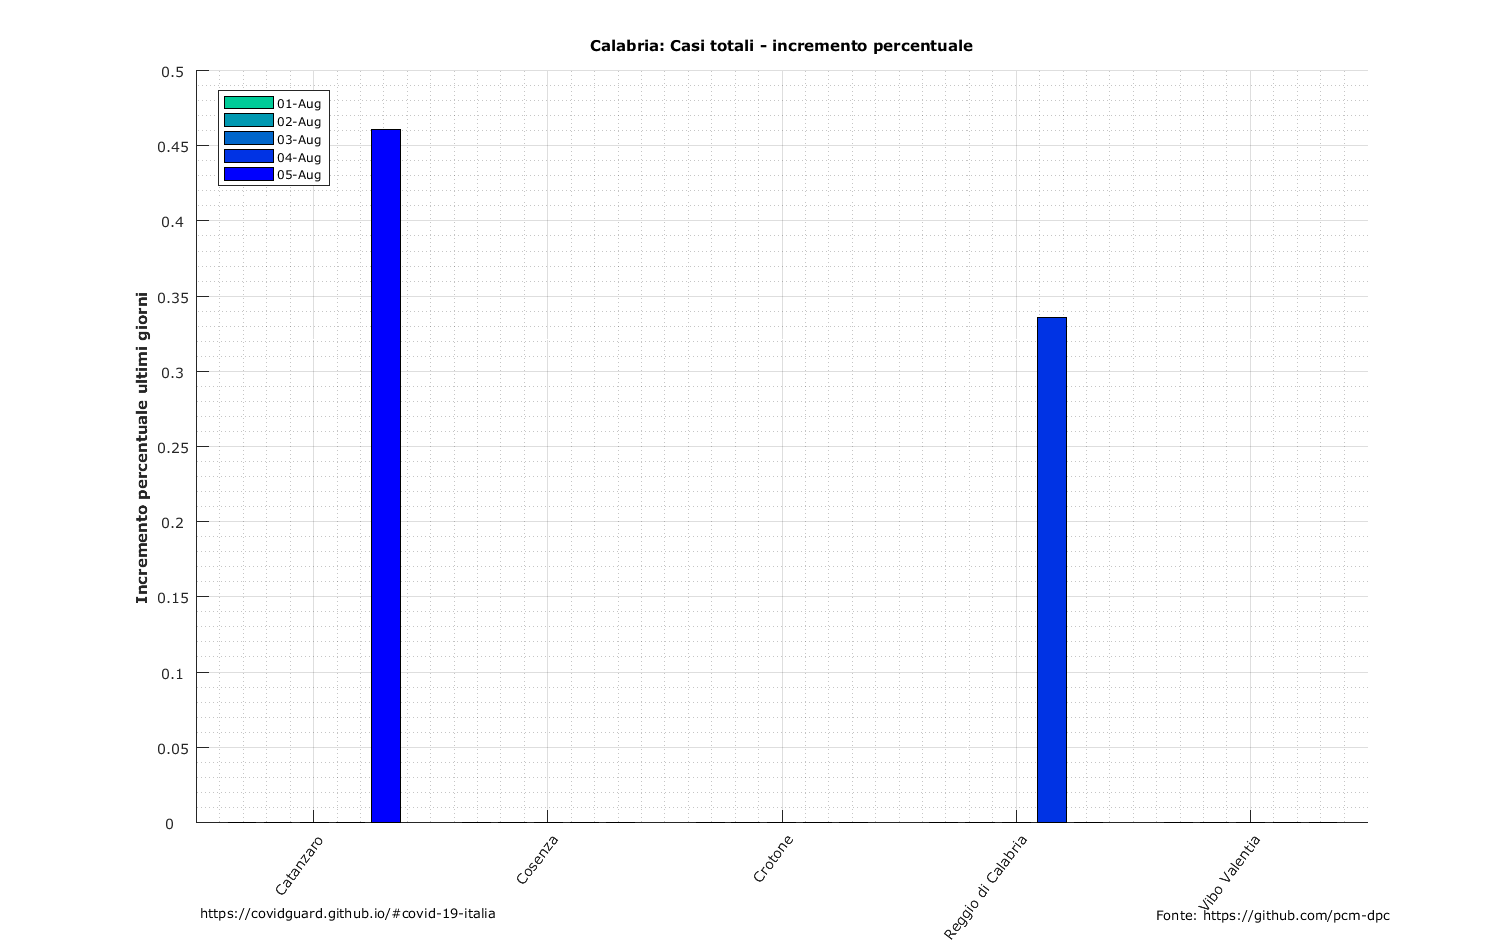 Calabria: Casi totali - incremento percentuale
0.5
0.45
0.4
0.35
0.3
0.25
0.2
0.15
0.1
0.05
0
Incremento percentuale ultimi giorni
01-Aug
02-Aug
03-Aug
04-Aug
05-Aug
Catanzaro
Cosenza
Crotone
Reggio di Calabria
Vibo Valentia
https://covidguard.github.io/#covid-19-italia
Fonte: https://github.com/pcm-dpc